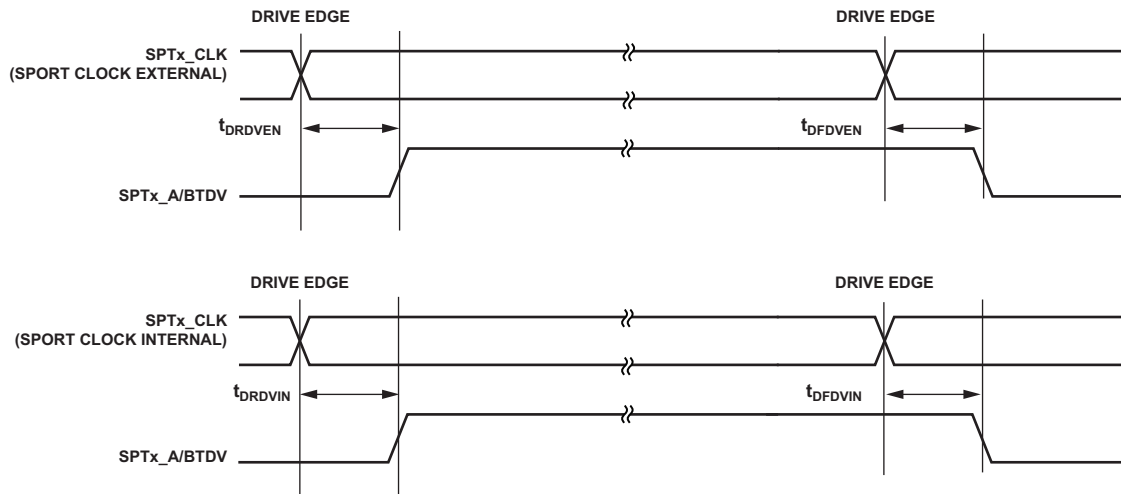 DRIVE EDGE DRIVE EDGE
SPTx_CLK
(SPORT CLOCK EXTERNAL)
tDRDVEN tDFDVEN
SPTx_A/BTDV
DRIVE EDGE DRIVE EDGE
SPTx_CLK
(SPORT CLOCK INTERNAL)
tDRDVIN tDFDVIN
SPTx_A/BTDV